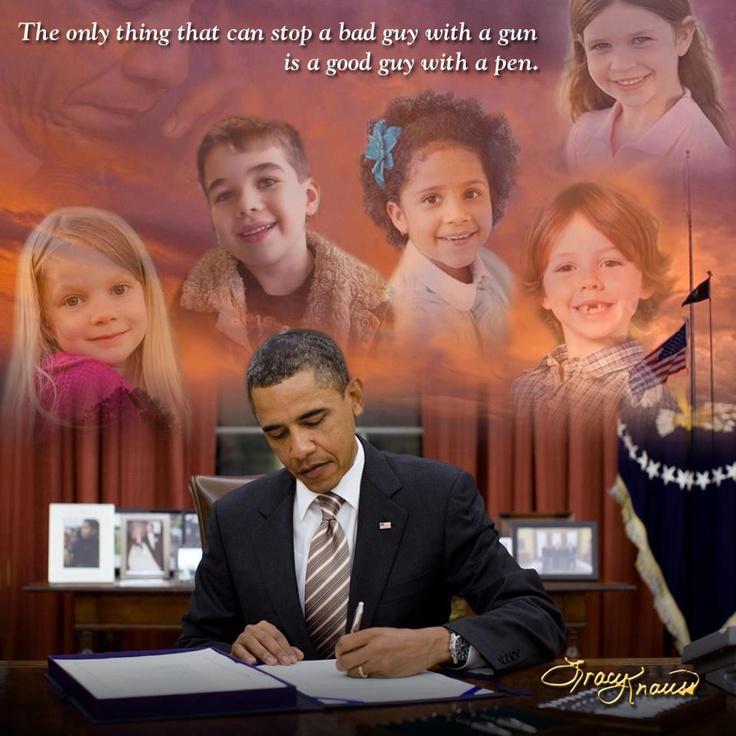 The only thing that can stop a bad guy with a gun
is a good guy with a pen.
Tracy Knauss